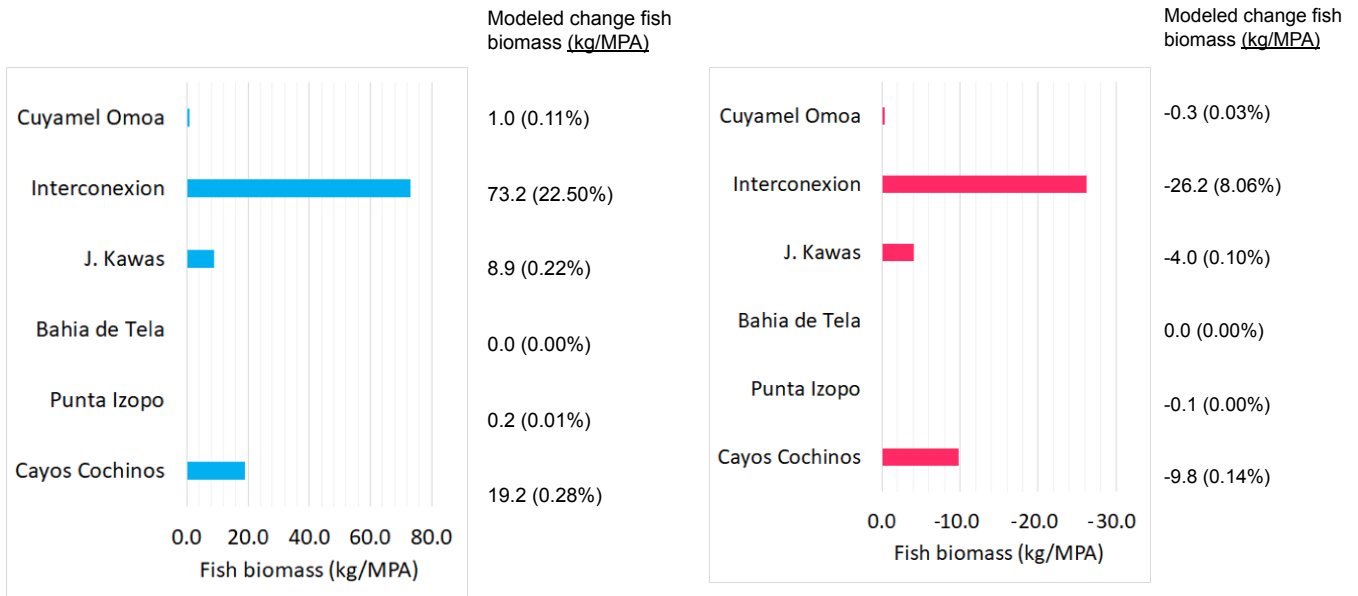 Modeled change fish
biomass (kg/MPA)
Cuyamel Omoa
1.0 (0.11%)
Interconexion
73.2 (22.50%)
J. Kawas
8.9 (0.22%)
Bahia de Tela
0.0 (0.00%)
Punta Izopo
0.2 (0.01%)
Cayos Cochinos
19.2 (0.28%)
0.0 20.0 40.0 60.0 80.0
Fish biomass (kg/MPA)
Modeled change fish
biomass (kg/MPA)
Cuyamel Omoa
-0.3 (0.03%)
Interconexion
-26.2 (8.06%)
J. Kawas
-4.0 (0.10%)
Bahia de Tela
0.0 (0.00%)
Punta Izopo
-0.1 (0.00%)
Cayos Cochinos
-9.8 (0.14%)
0.0 -10.0 -20.0 -30.0
Fish biomass (kg/MPA)